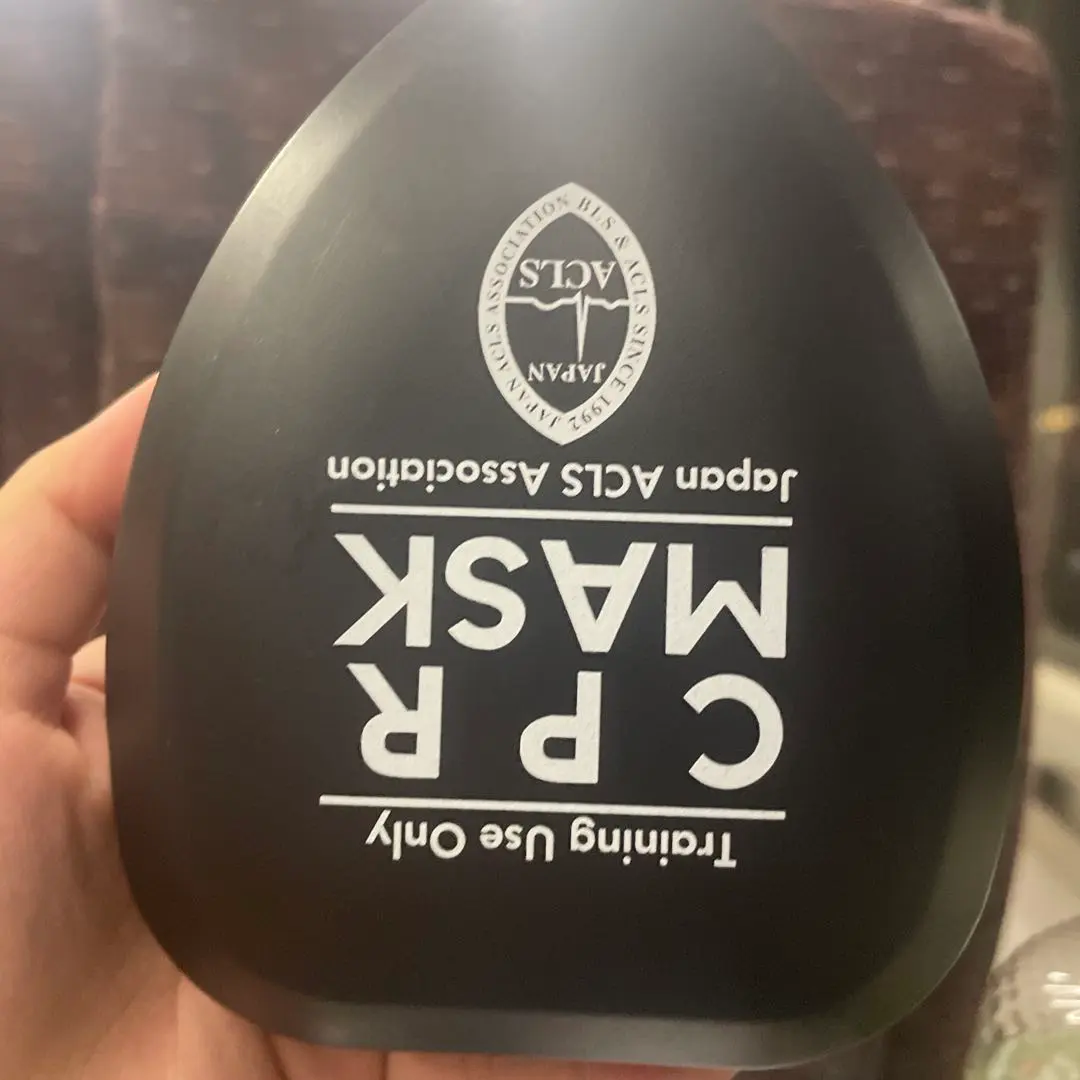 Training Use Only
C P R
MASK
Japan ACLS Association
JAPAN
ACLS
JAPAN ACLS ASSOCIATION BLS & ACLS SINCE 1992